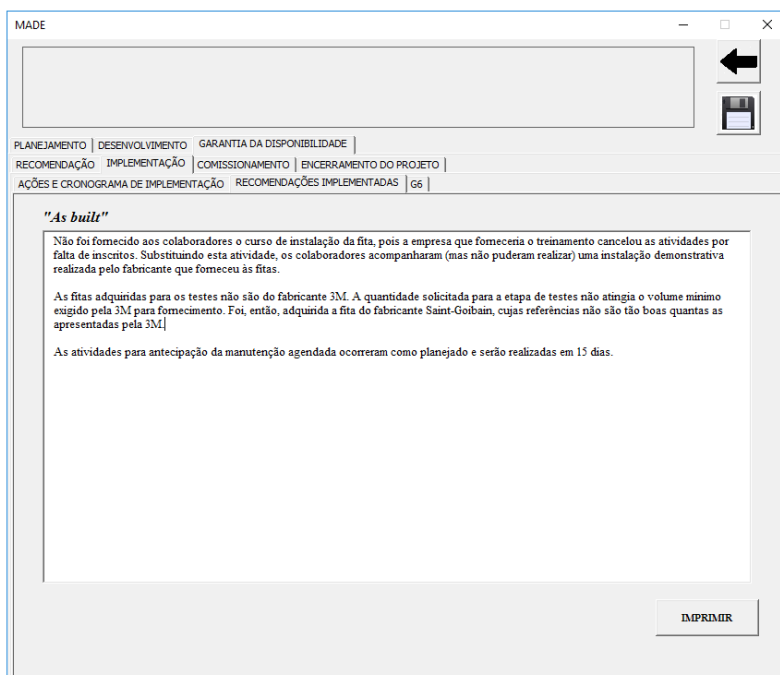 MADE
PLANEJAMENTO DESENVOLVIMENTO GARANTIA DA DISPONIBILIDADE
RECOMENDAÇÃO IMPLEMENTAÇÃO COMISSIONAMENTO ENCERRAMENTO DO PROJETO
AÇÕES E CRONOGRAMA DE IMPLEMENTAÇÃO RECOMENDAÇÕES IMPLEMENTADAS G6
"As built"
Não foi fornecido aos colaboradores o curso de instalação da fita, pois a empresa que forneceria o treinamento cancelou as atividades por
falta de inscritos. Substituindo esta atividade, os colaboradores acompanharam (mas não puderam realizar) uma instalação demonstrativa
realizada pelo fabricante que forneceu às fitas.
As fitas adquiridas para os testes não são do fabricante 3M. A quantidade solicitada para a etapa de testes não atingia o volume mínimo
exigido pela 3M para fornecimento. Foi, então, adquirida a fita do fabricante Saint-Goibain, cujas referências não são tão boas quantas as
apresentadas pela 3M.
As atividades para antecipação da manutenção agendada ocorreram como planejado e serão realizadas em 15 dias.
IMPRIMIR